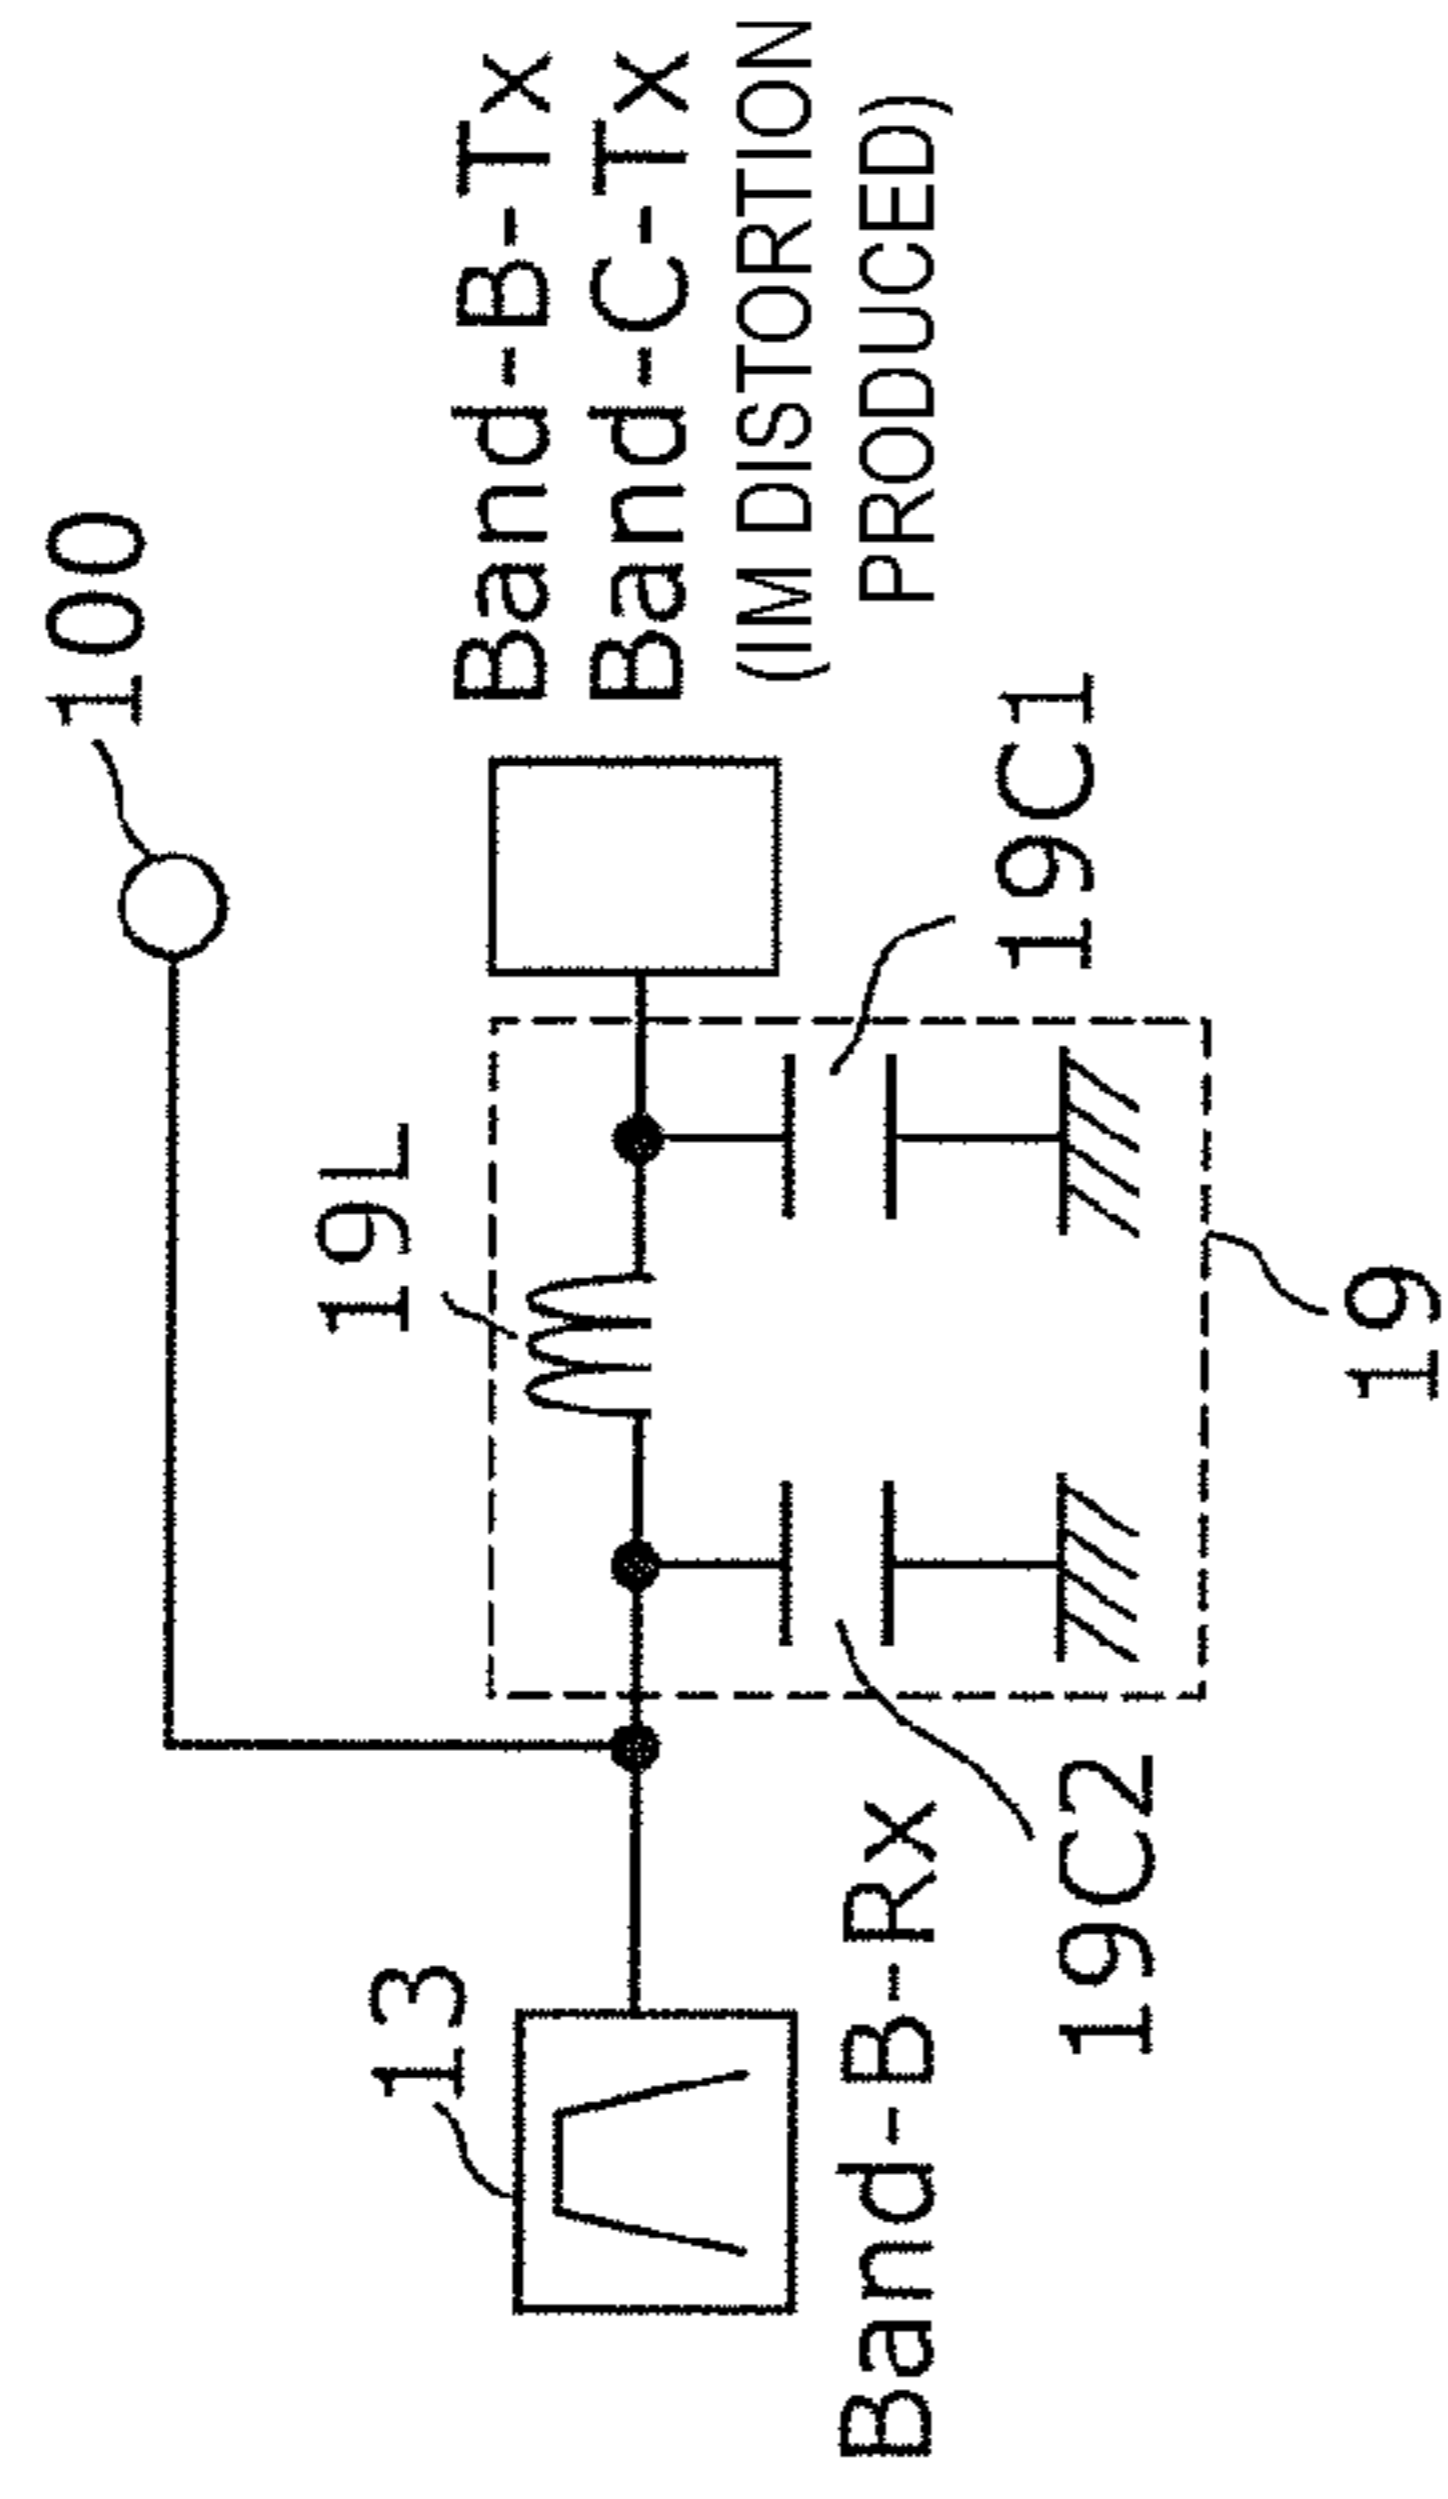 100
19L
13
Band-B-Tx
Band-C-Tx
(IM DISTORTION
PRODUCED)
Band-B-Rx
19C1
19C2
19